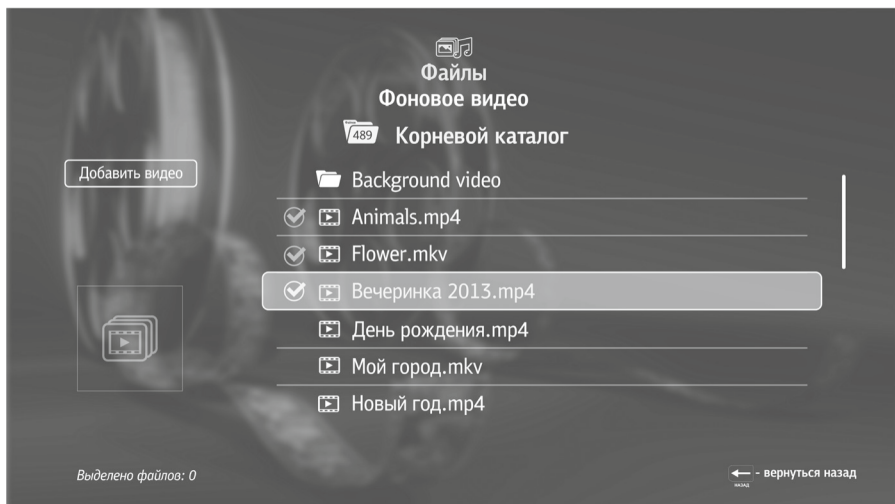 Файлы
Фоновое видео
489 Корневой каталог
Добавить видео
Background video
Animals.mp4
Flower.mkv
Вечеринка 2013.mp4
День рождения.mp4
Мой город.mkv
Новый год.mp4
Выделено файлов: 0
- вернуться назад
НАЗАД